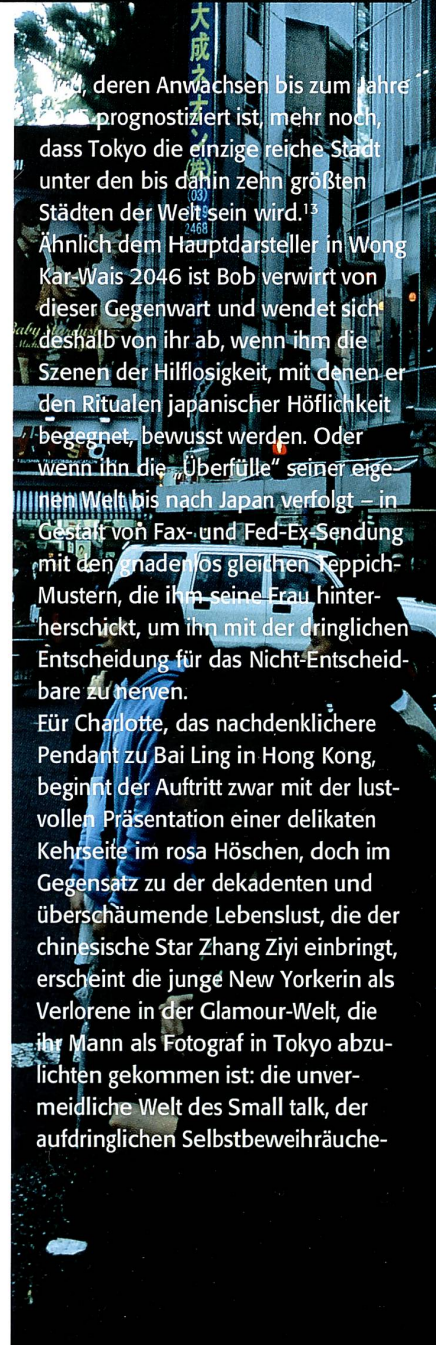 大成ネオン(株)
(03)
2468
Baby Stardust
wird, deren Anwachsen bis zum Jahre
prognostiziert ist, mehr noch,
dass Tokyo die einzige reiche Stadt
unter den bis dahin zehn größten
Städten der Welt sein wird.¹³
Ähnlich dem Hauptdarsteller in Wong
Kar-Wais 2046 ist Bob verwirrt von
dieser Gegenwart und wendet sich
deshalb von ihr ab, wenn ihm die
Szenen der Hilflosigkeit, mit denen er
den Ritualen japanischer Höflichkeit
begegnet, bewusst werden. Oder
wenn ihn die „Überfülle“ seiner eige-
nen Welt bis nach Japan verfolgt – in
Gestalt von Fax- und Fed-Ex-Sendung
mit den gnadenlos gleichen Teppich-
Mustern, die ihm seine Frau hinter-
herschickt, um ihn mit der dringlichen
Entscheidung für das Nicht-Entscheid-
bare zu nerven.
Für Charlotte, das nachdenklichere
Pendant zu Bai Ling in Hong Kong,
beginnt der Auftritt zwar mit der lust-
vollen Präsentation einer delikaten
Kehrseite im rosa Höschen, doch im
Gegensatz zu der dekadenten und
überschäumende Lebenslust, die der
chinesische Star Zhang Ziyi einbringt,
erscheint die junge New Yorkerin als
Verlorene in der Glamour-Welt, die
ihr Mann als Fotograf in Tokyo abzu-
lichten gekommen ist: die unver-
meidliche Welt des Small talk, der
aufdringlichen Selbstbeweihräuche-